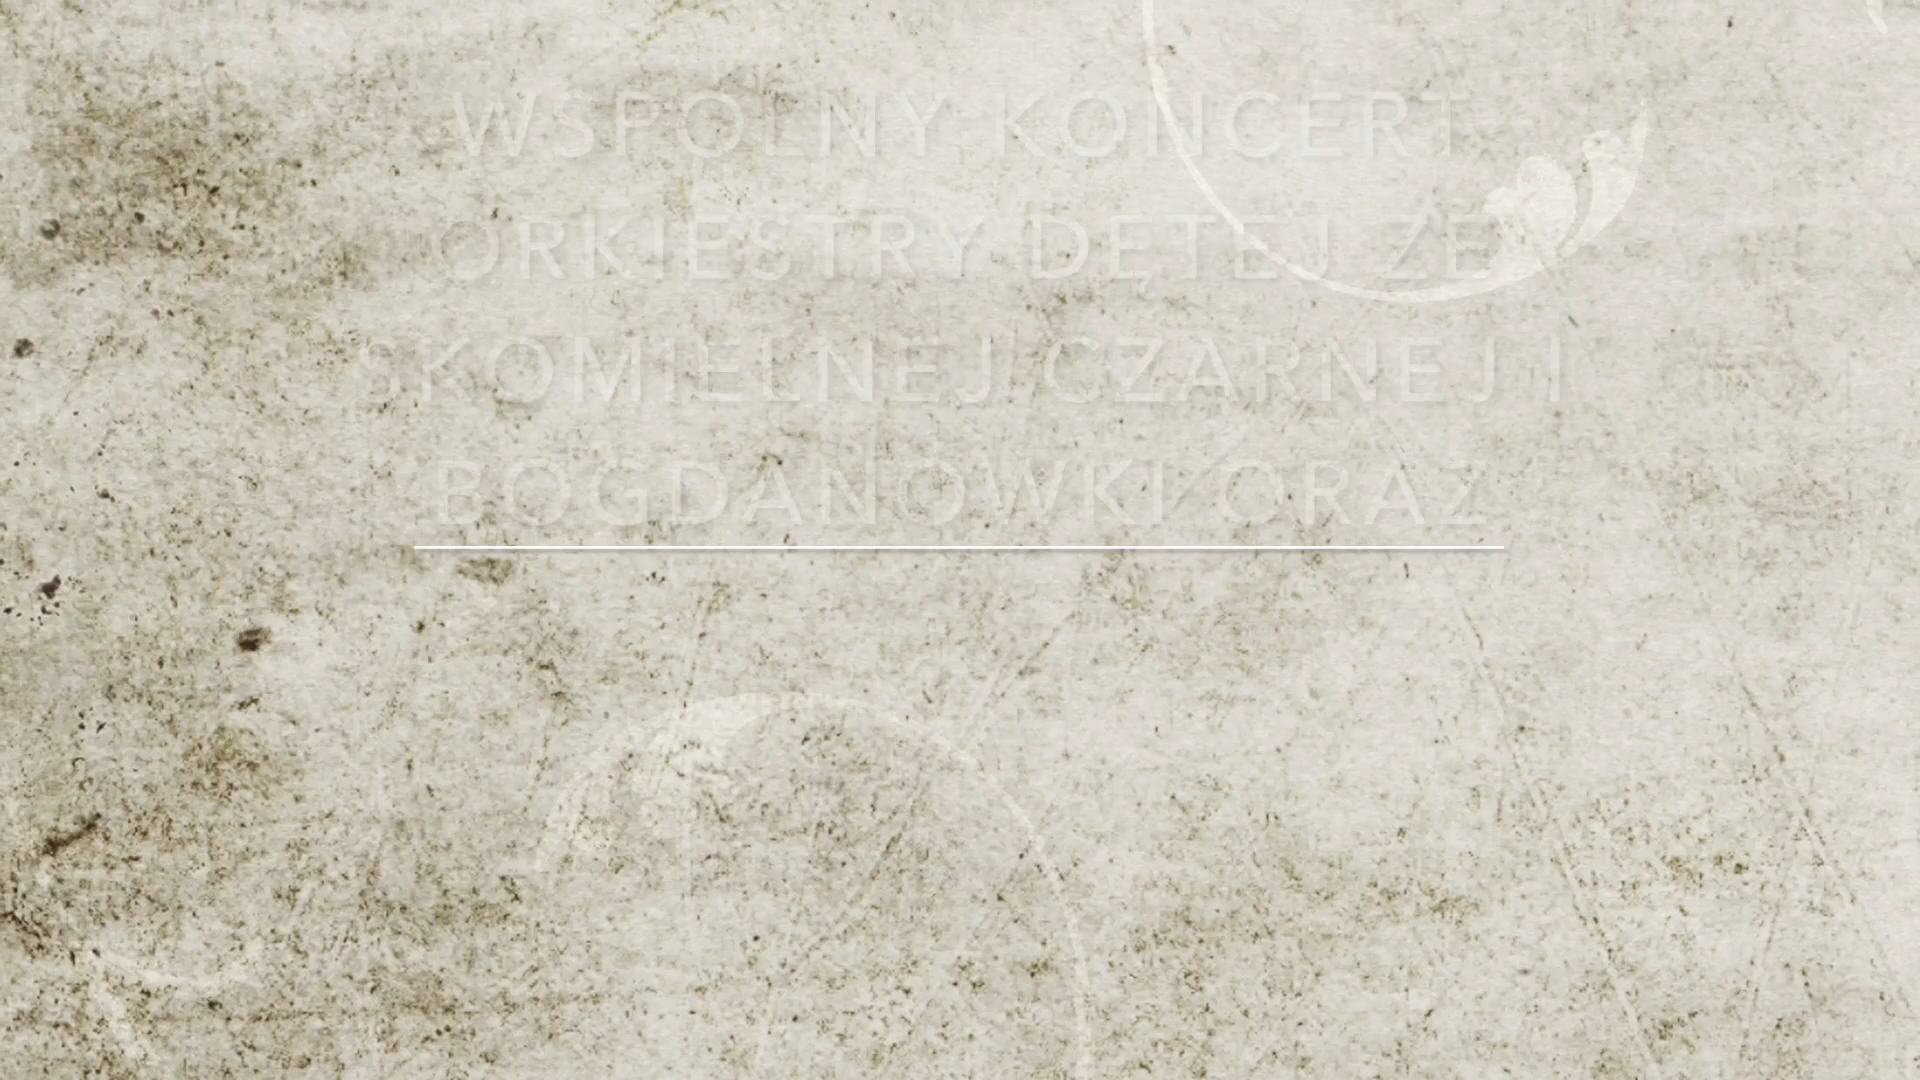 WSPÓLNY KONCERT
ORKIESTRY DĘTEJ ZE
SKOMIELNEJ CZARNEJ I
BOGDANÓWKI ORAZ